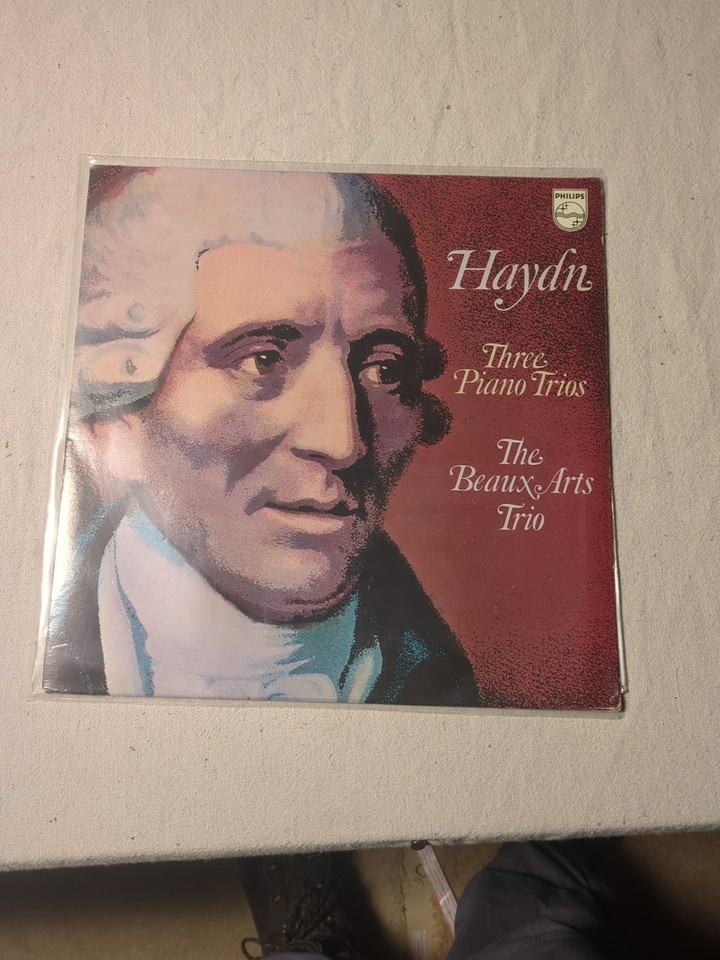 PHILIPS
Haydn
Three
Piano Trios
The
Beaux Arts
Trio